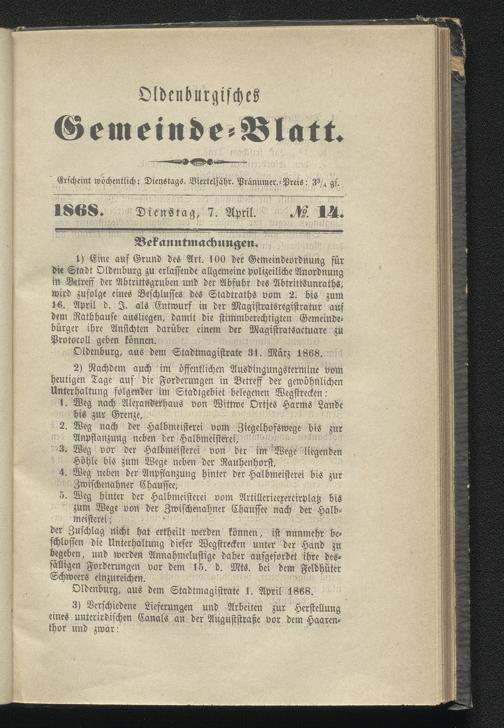 Oldenburgisches
Gemeinde-Blatt.
Erscheint wöchentlich: Dienstags. Vierteljähr. Pränumer.-Preis: 3¾ gs.
1868. Dienstag, 7. April. № 14.
Bekanntmachungen.
1) Eine auf Grund des Art. 100 der Gemeindeordnung für
die Stadt Oldenburg zu erlassende allgemeine polizeiliche Anordnung
in Betreff der Abtrittsgruben und der Abfuhr des Abtrittsunraths,
wird zufolge eines Beschlusses des Stadtraths vom 2. bis zum
16. April d. J. als Entwurf in der Magistratsregistratur auf
dem Rathhause ausliegen, damit die stimmberechtigten Gemeinde-
bürger ihre Ansichten darüber einem der Magistratsactuare zu
Protocoll geben können.
Oldenburg, aus dem Stadtmagistrate 31. März 1868.
2) Nachdem auch im öffentlichen Ausdingungstermine vom
heutigen Tage auf die Forderungen in Betreff der gewöhnlichen
Unterhaltung folgender im Stadtgebiet belegenen Wegstrecken:
1. Weg nach Alexanderhaus von Wittwe Ortjes Harms Lande
bis zur Grenze,
2. Weg nach der Halbmeisterei vom Ziegelhofswege bis zur
Anpflanzung neben der Halbmeisterei,
3. Weg vor der Halbmeisterei von der im Wege liegenden
Höhle bis zum Wege neben der Rauhenhorst,
4. Weg neben der Anpflanzung hinter der Halbmeisterei bis zur
Zwischenahner Chaussee,
5. Weg hinter der Halbmeisterei vom Artillerieexercirplatz bis
zum Wege von der Zwischenahner Chaussee nach der Halb-
meisterei;
der Zuschlag nicht hat ertheilt werden können, ist nunmehr be-
schlossen die Unterhaltung dieser Wegstrecken unter der Hand zu
begeben, und werden Annahmelustige daher aufgefordert ihre des-
fälligen Forderungen vor dem 15. d. Mts. bei dem Feldhüter
Schweers einzureichen.
Oldenburg, aus dem Stadtmagistrate 1. April 1868.
3) Verschiedene Lieferungen und Arbeiten zur Herstellung
eines unterirdischen Canals an der Auguststraße vor dem Haaren-
thor und zwar: